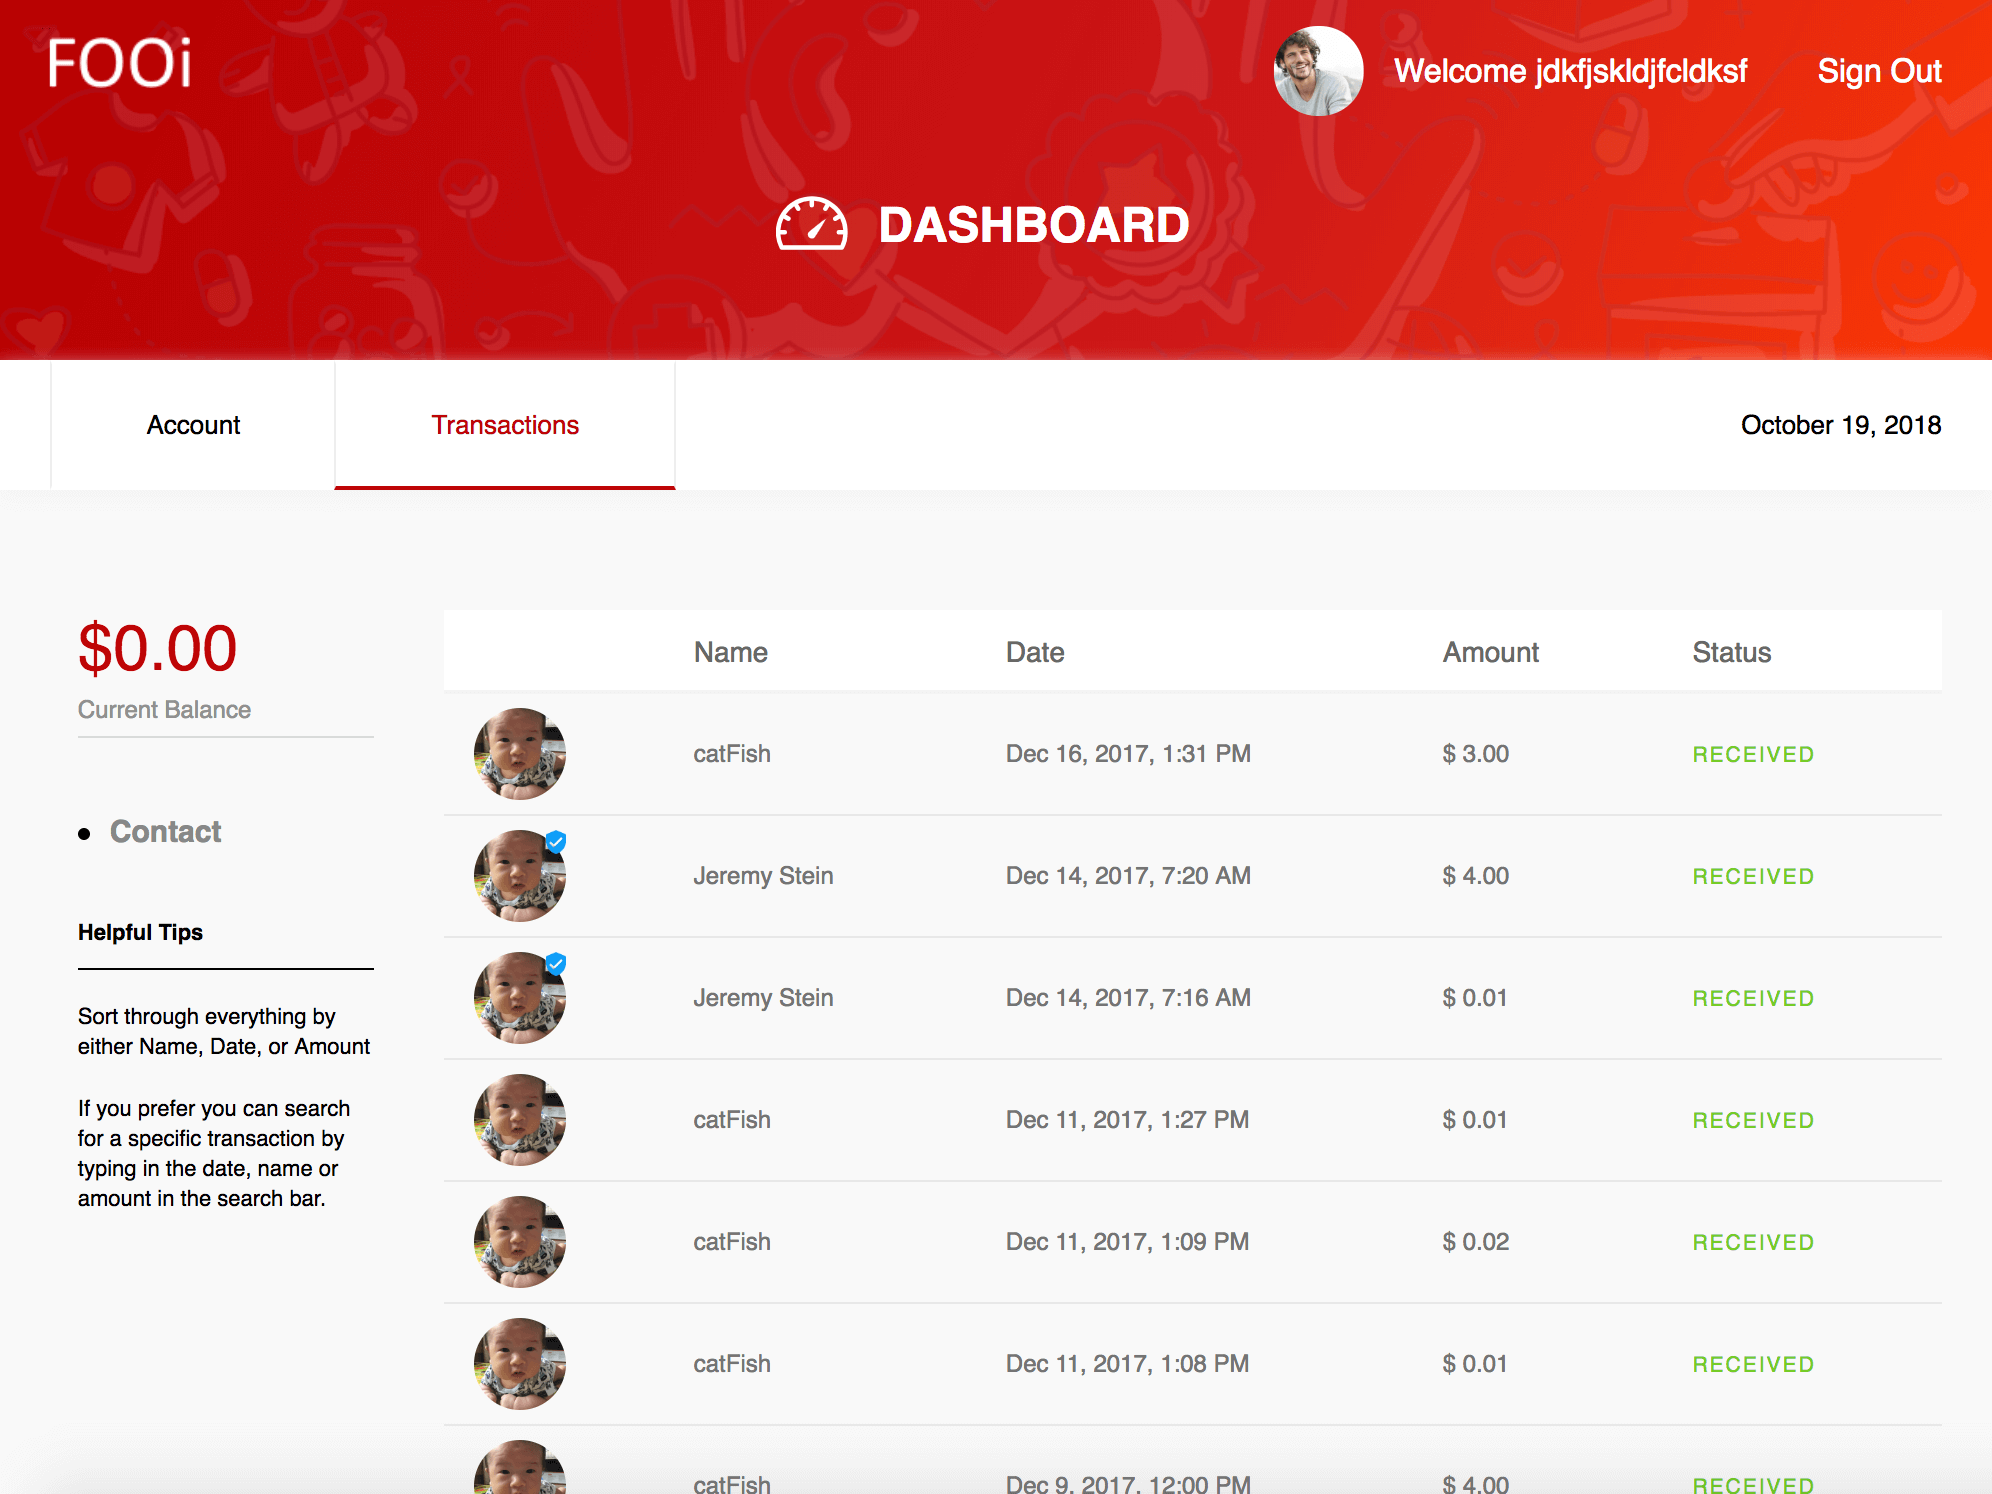 FOOi
Welcome jdkfjskldjfcldksf
Sign Out
DASHBOARD
Account
Transactions
October 19, 2018
$0.00
Current Balance
Contact
Helpful Tips
Sort through everything by
either Name, Date, or Amount
If you prefer you can search
for a specific transaction by
typing in the date, name or
amount in the search bar.
Name Date Amount Status
catFish Dec 16, 2017, 1:31 PM $ 3.00 RECEIVED
Jeremy Stein Dec 14, 2017, 7:20 AM $ 4.00 RECEIVED
Jeremy Stein Dec 14, 2017, 7:16 AM $ 0.01 RECEIVED
catFish Dec 11, 2017, 1:27 PM $ 0.01 RECEIVED
catFish Dec 11, 2017, 1:09 PM $ 0.02 RECEIVED
catFish Dec 11, 2017, 1:08 PM $ 0.01 RECEIVED
catFish Dec 9, 2017, 12:00 PM $ 4.00 RECEIVED